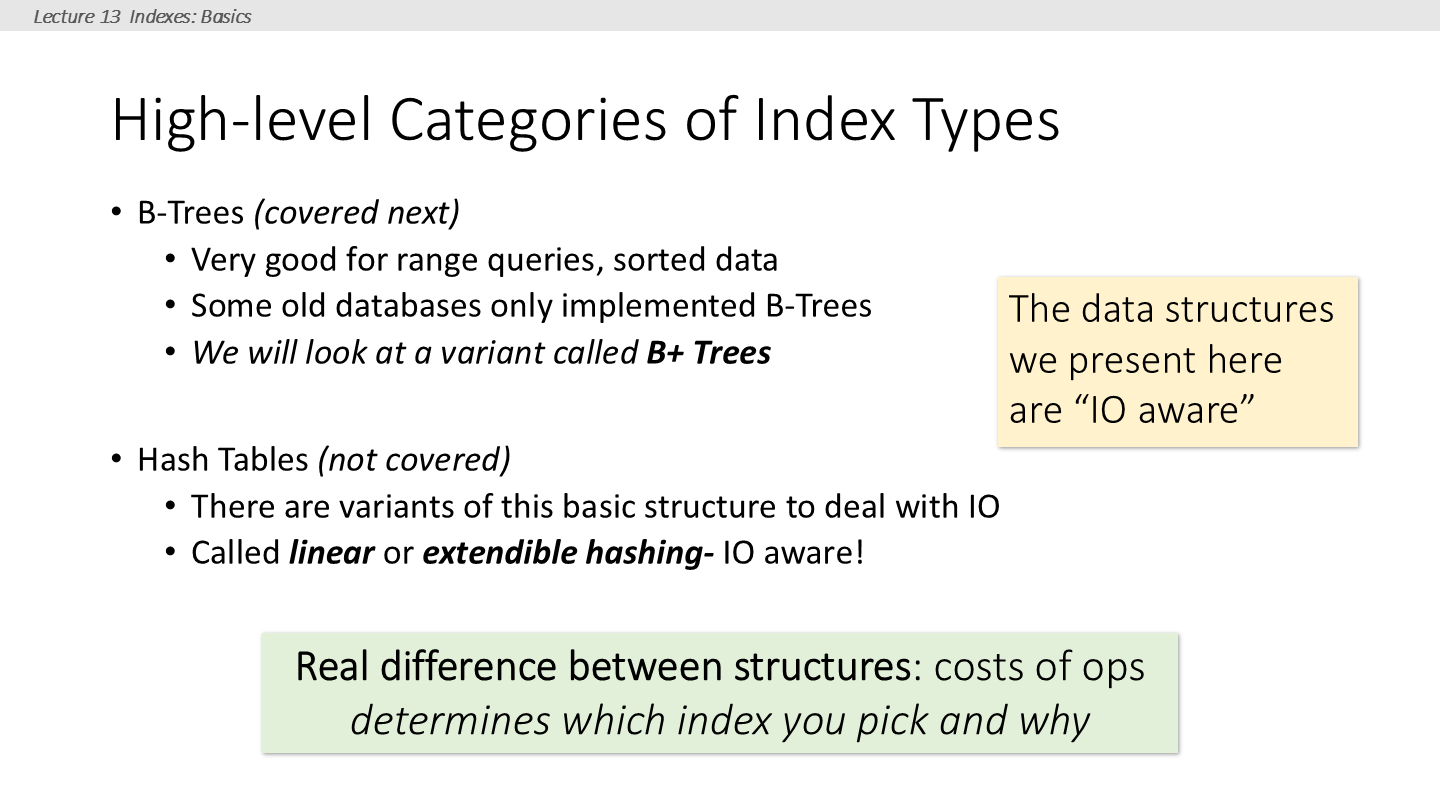 Lecture 13 Indexes: Basics
High-level Categories of Index Types
• B-Trees (covered next)
• Very good for range queries, sorted data
• Some old databases only implemented B-Trees
• We will look at a variant called B+ Trees
The data structures
we present here
are “IO aware”
• Hash Tables (not covered)
• There are variants of this basic structure to deal with IO
• Called linear or extendible hashing- IO aware!
Real difference between structures: costs of ops
determines which index you pick and why